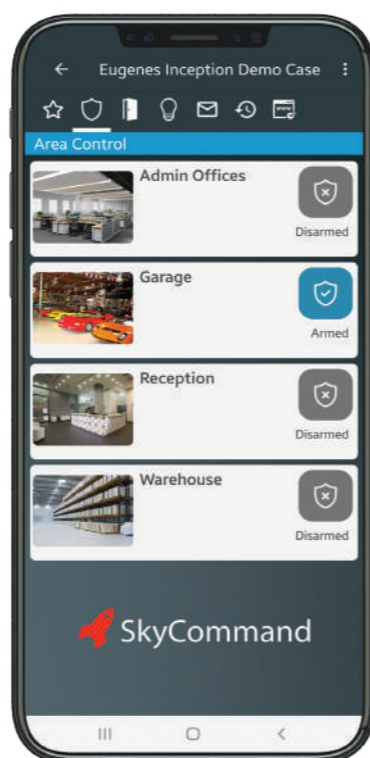 Eugenes Inception Demo Case
Area Control
Admin Offices
Disarmed
Garage
Armed
Reception
Disarmed
Warehouse
Disarmed
SkyCommand